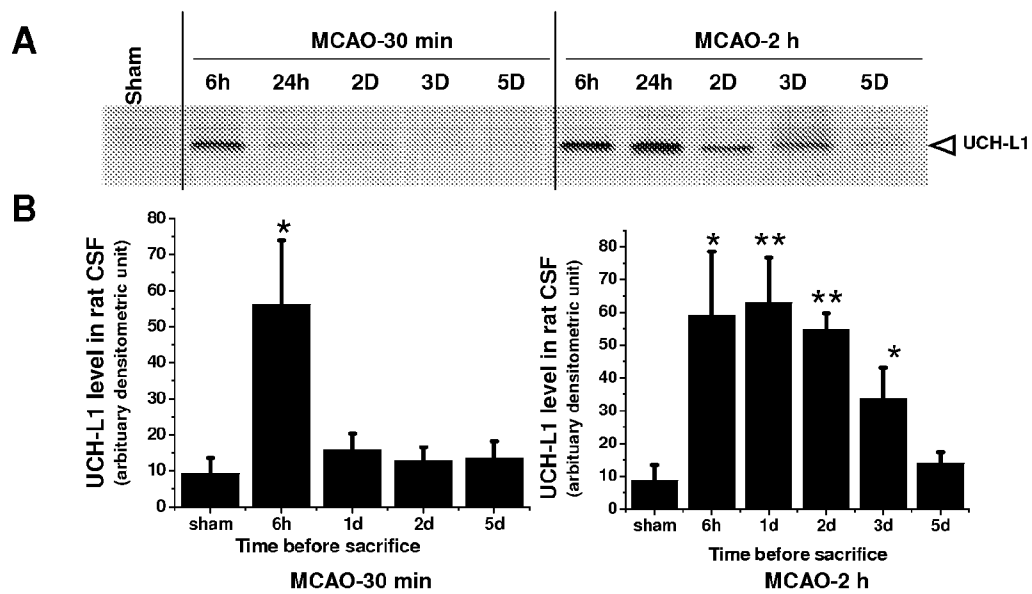 A
Sham
MCAO-30 min
MCAO-2 h
6h 24h 2D 3D 5D
6h 24h 2D 3D 5D
UCH-L1
B
UCH-L1 level in rat CSF
(arbituary densitometric unit)
80
70
60
50
40
30
20
10
0
*
sham 6h 1d 2d 5d
Time before sacrifice
MCAO-30 min
UCH-L1 level in rat CSF
(arbituary densitometric unit)
80
70
60
50
40
30
20
10
0
* ** ** *
sham 6h 1d 2d 3d 5d
Time before sacrifice
MCAO-2 h